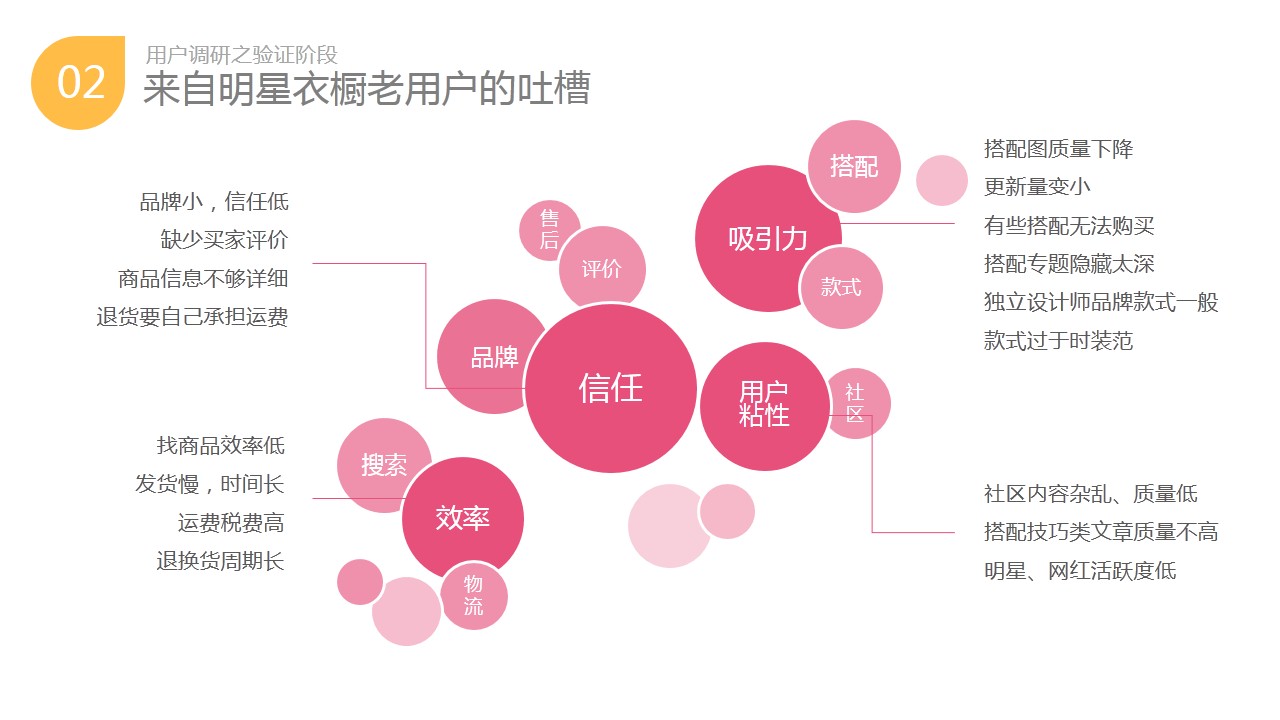 02
用户调研之验证阶段
来自明星衣橱老用户的吐槽
品牌小，信任低
缺少买家评价
商品信息不够详细
退货要自己承担运费
找商品效率低
发货慢，时间长
运费税费高
退换货周期长
售
后
评价
品牌
信任
搜索
效率
物
流
搭配
吸引力
款式
用户
粘性
社
区
搭配图质量下降
更新量变小
有些搭配无法购买
搭配专题隐藏太深
独立设计师品牌款式一般
款式过于时装范
社区内容杂乱、质量低
搭配技巧类文章质量不高
明星、网红活跃度低